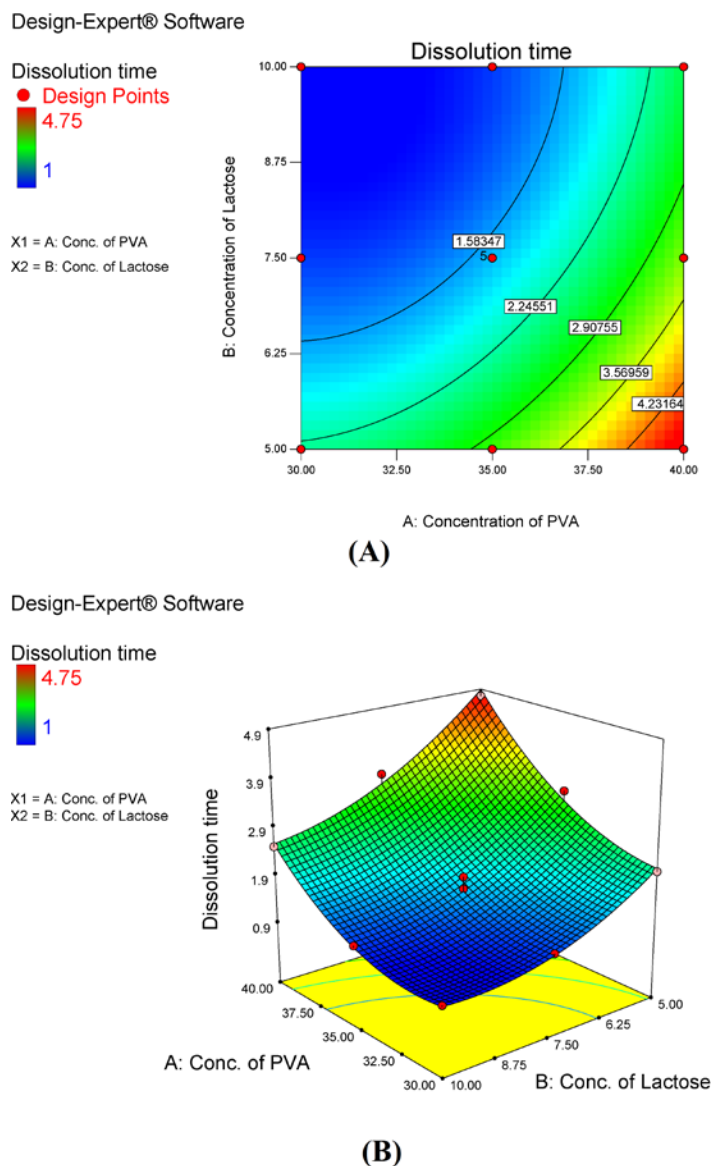 Design-Expert® Software
Dissolution time
Design Points
4.75
1
X1 = A: Conc. of PVA
X2 = B: Conc. of Lactose
Dissolution time
10.00
8.75
7.50
6.25
5.00
B: Concentration of Lactose
1.58347
5
2.24551
2.90755
3.56959
4.23164
30.00 32.50 35.00 37.50 40.00
A: Concentration of PVA
(A)
Design-Expert® Software
Dissolution time
4.75
1
X1 = A: Conc. of PVA
X2 = B: Conc. of Lactose
4.9
3.9
2.9
1.9
0.9
Dissolution time
40.00
37.50
35.00
32.50
30.00
A: Conc. of PVA
5.00
6.25
7.50
8.75
10.00
B: Conc. of Lactose
(B)